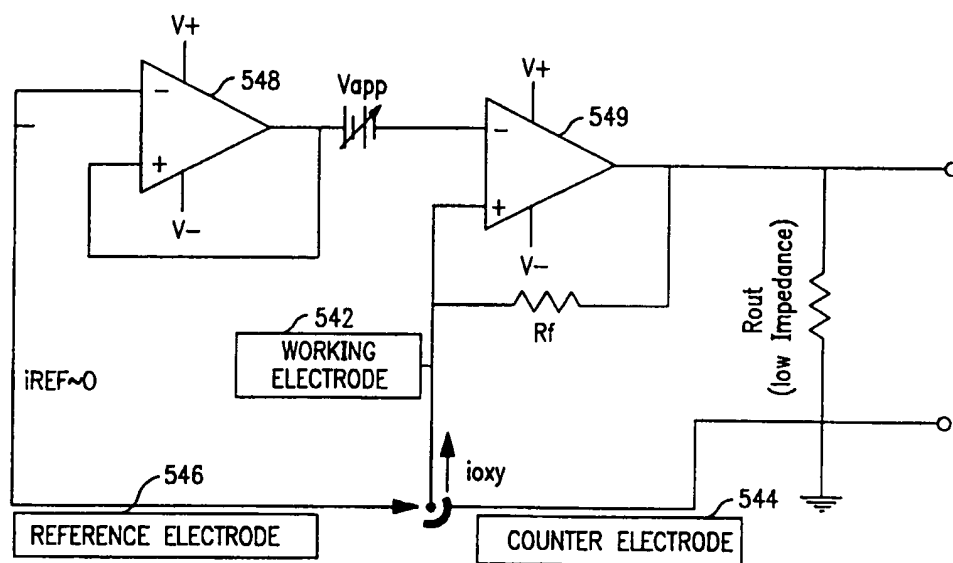 V+
548
Vapp
V+
549
−
+
V−
−
+
V−
Rf
Rout
(low Impedance)
542
WORKING
ELECTRODE
iREF~0
ioxy
546
REFERENCE ELECTRODE
544
COUNTER ELECTRODE